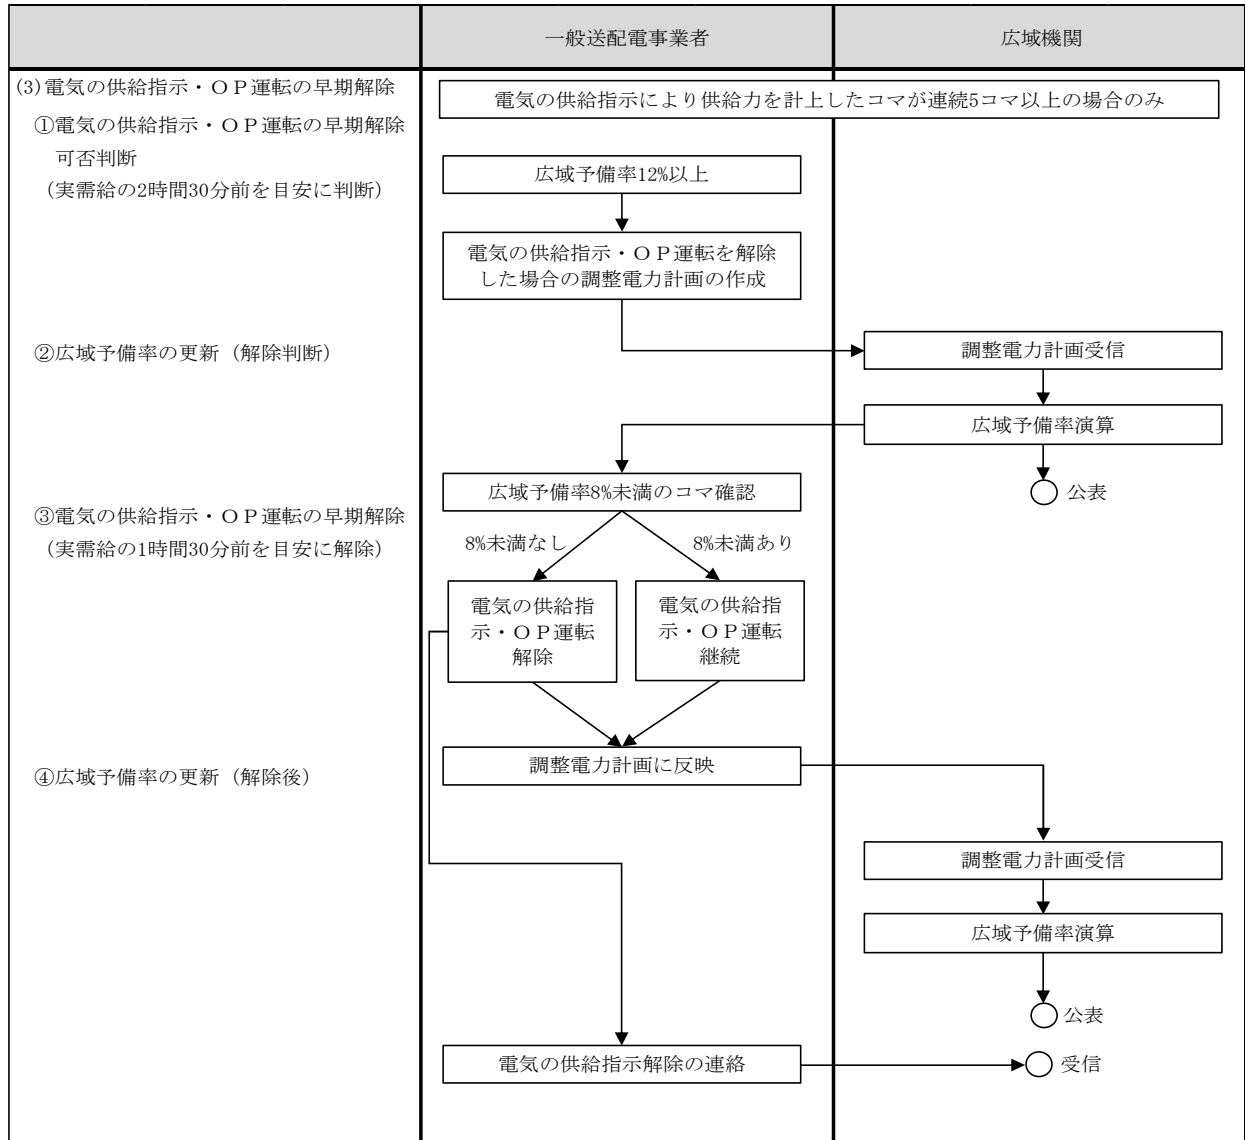 一般送配電事業者
広域機関
(3)電気の供給指示・ＯＰ運転の早期解除
電気の供給指示により供給力を計上したコマが連続5コマ以上の場合のみ
①電気の供給指示・ＯＰ運転の早期解除
可否判断
（実需給の2時間30分前を目安に判断）
広域予備率12%以上
電気の供給指示・ＯＰ運転を解除
した場合の調整電力計画の作成
②広域予備率の更新（解除判断）
調整電力計画受信
広域予備率演算
公表
広域予備率8%未満のコマ確認
③電気の供給指示・ＯＰ運転の早期解除
（実需給の1時間30分前を目安に解除）
8%未満なし
8%未満あり
電気の供給指
示・ＯＰ運転
解除
電気の供給指
示・ＯＰ運転
継続
調整電力計画に反映
④広域予備率の更新（解除後）
調整電力計画受信
広域予備率演算
公表
電気の供給指示解除の連絡
受信